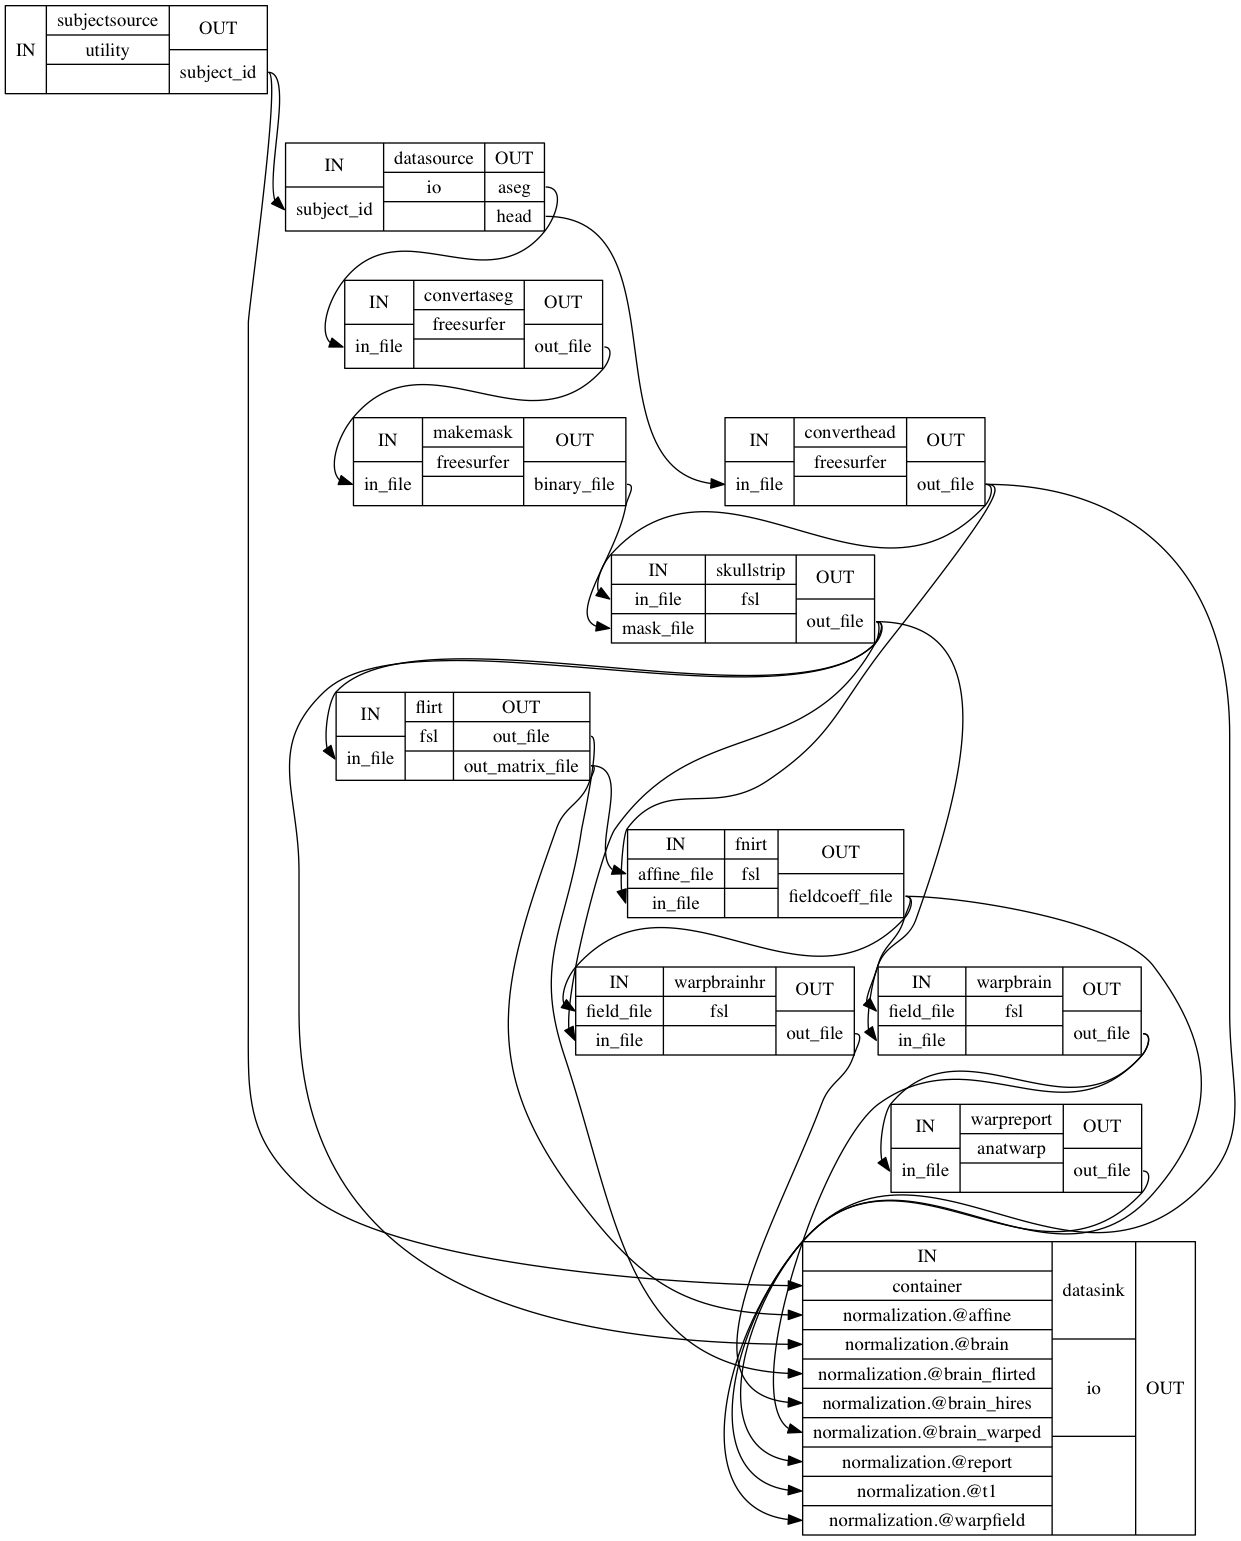 subjectsource
OUT
IN
utility
subject_id
IN
datasource
OUT
io
aseg
subject_id
head
IN
convertaseg
OUT
freesurfer
in_file
out_file
IN
makemask
OUT
freesurfer
in_file
binary_file
IN
converthead
OUT
freesurfer
in_file
out_file
IN
skullstrip
OUT
in_file
fsl
mask_file
out_file
IN
flirt
OUT
fsl
out_file
in_file
out_matrix_file
IN
fnirt
OUT
affine_file
fsl
in_file
fieldcoeff_file
IN
warpbrainhr
OUT
field_file
fsl
in_file
out_file
IN
warpbrain
OUT
field_file
fsl
in_file
out_file
IN
warpreport
OUT
anatwarp
in_file
out_file
IN
container
normalization.@affine
normalization.@brain
normalization.@brain_flirted
normalization.@brain_hires
normalization.@brain_warped
normalization.@report
normalization.@t1
normalization.@warpfield
datasink
io
OUT